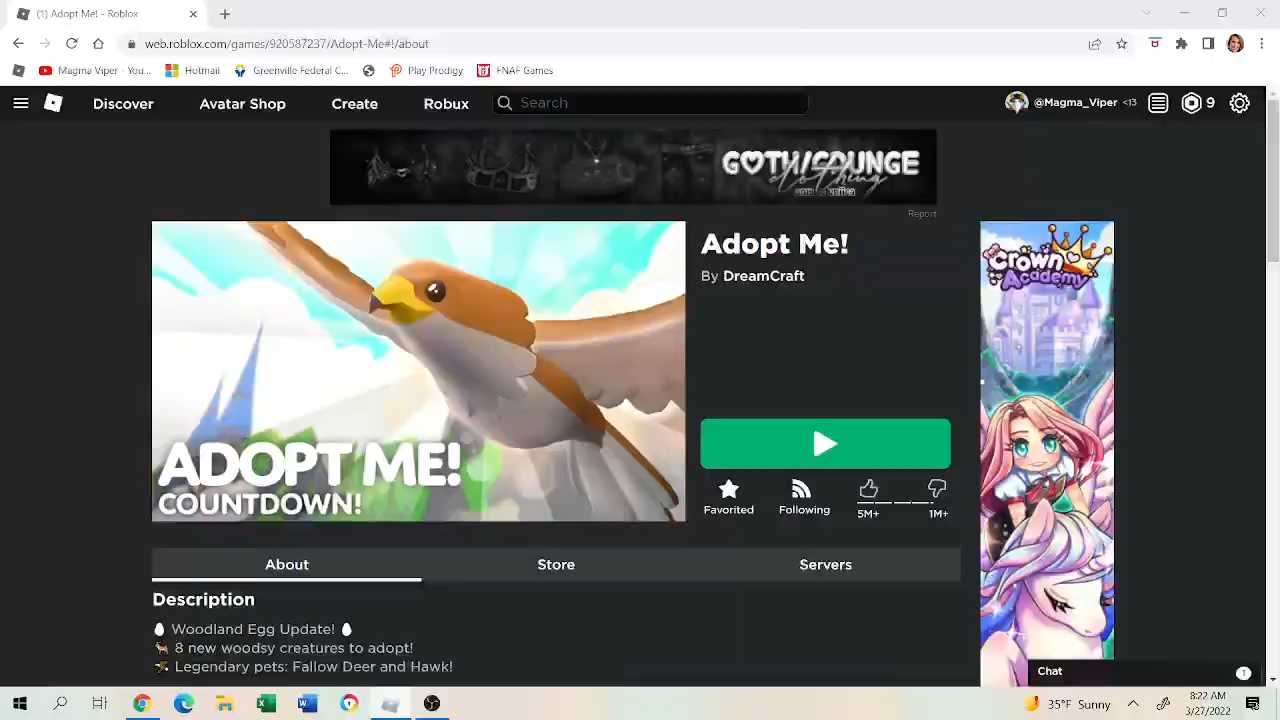 (1) Adopt Me! - Roblox
web.roblox.com/games/920587237/Adopt-Me#!/about
Magma Viper - You...
Hotmail
Greenville Federal C...
Play Prodigy
FNAF Games
Discover
Avatar Shop
Create
Robux
Search
@Magma_Viper <13
9
GOTH/LOUNGE
clothing
Report
Adopt Me!
By DreamCraft
Crown
Academy
ADOPT ME!
COUNTDOWN!
Favorited
Following
5M+
1M+
About
Store
Servers
Description
Woodland Egg Update!
8 new woodsy creatures to adopt!
Legendary pets: Fallow Deer and Hawk!
Chat
1
35°F Sunny
8:22 AM
3/27/2022